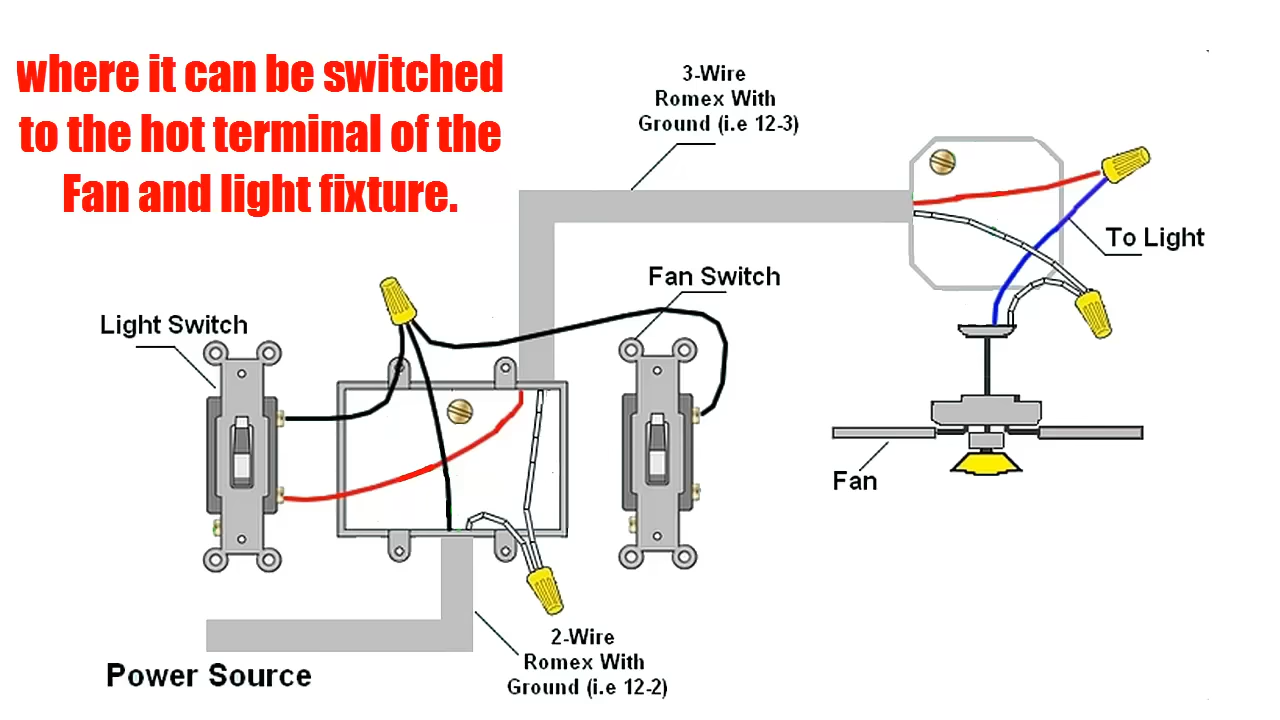 where it can be switched
to the hot terminal of the
Fan and light fixture.
3-Wire
Romex With
Ground (i.e 12-3)
To Light
Fan Switch
Light Switch
Fan
2-Wire
Romex With
Ground (i.e 12-2)
Power Source